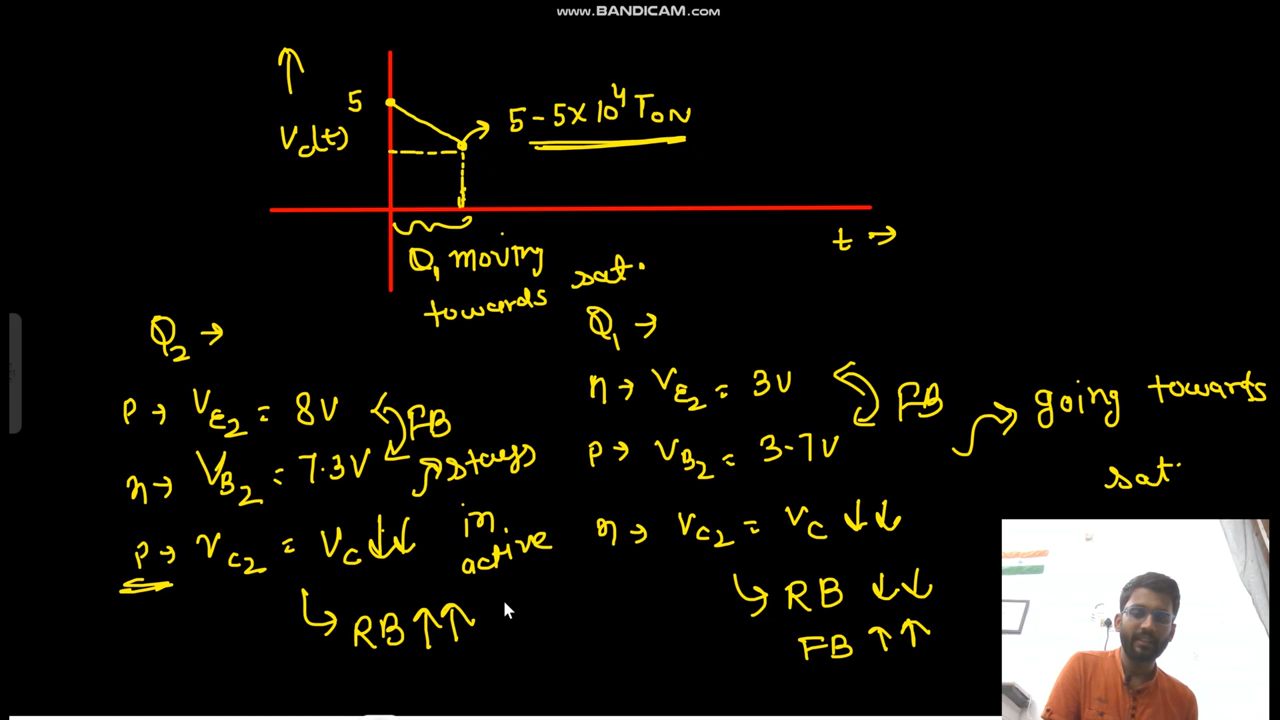 WWW.BANDICAM.COM
5
Vc(t)
5 - 5×10⁴ TON
t →
Q₁ moving
towards sat.
Q₂ →
P → VE₂ = 8V
FB
n → VB₂ = 7.3V
stays
in
active
P → VC₂ = VC ↓↓
↳ RB ↑↑
Q₁ →
n → VE₂ = 3V
FB
P → VB₂ = 3.7V
going towards
sat.
n → VC₂ = VC ↓↓
↳ RB ↓↓
FB ↑↑